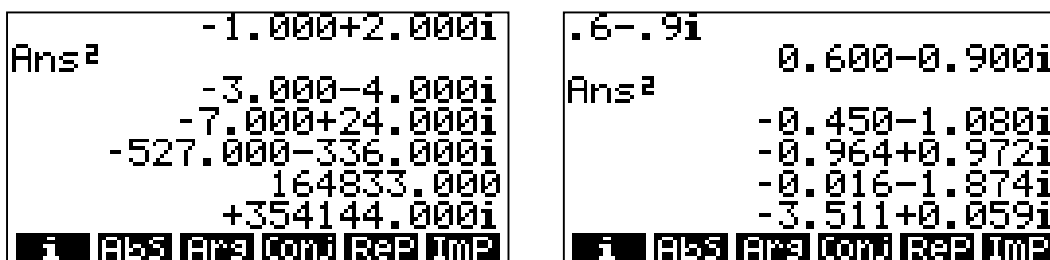 -1.000+2.000i
Ans²
-3.000-4.000i
-7.000+24.000i
-527.000-336.000i
164833.000
+354144.000i
i Abs Arg Conj ReP ImP
.6-.9i
0.600-0.900i
Ans²
-0.450-1.080i
-0.964+0.972i
-0.016-1.874i
-3.511+0.059i
i Abs Arg Conj ReP ImP